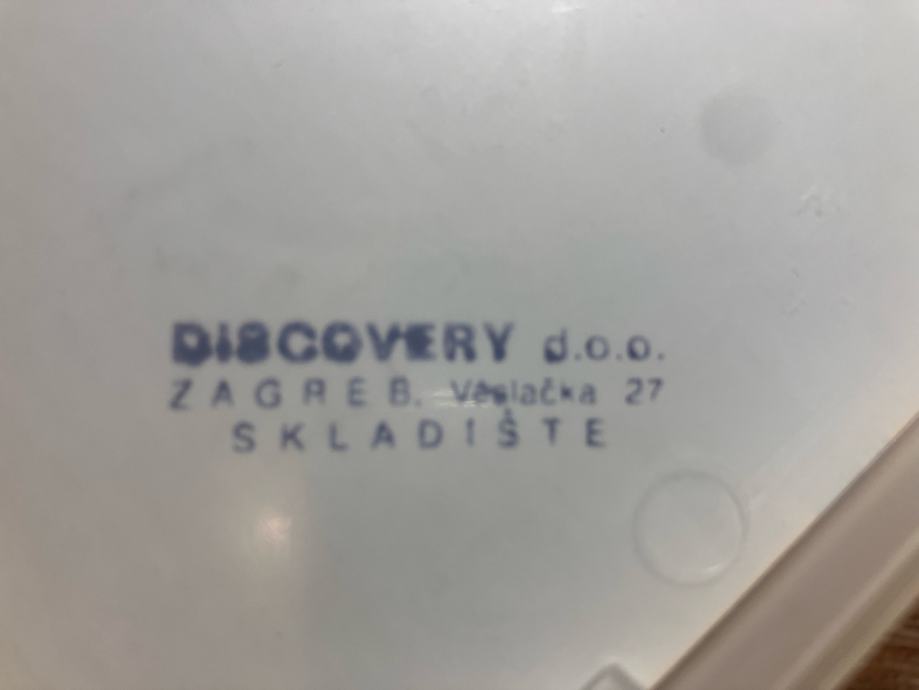 DISCOVERY d.o.o.
ZAGREB, Veslačka 27
SKLADIŠTE